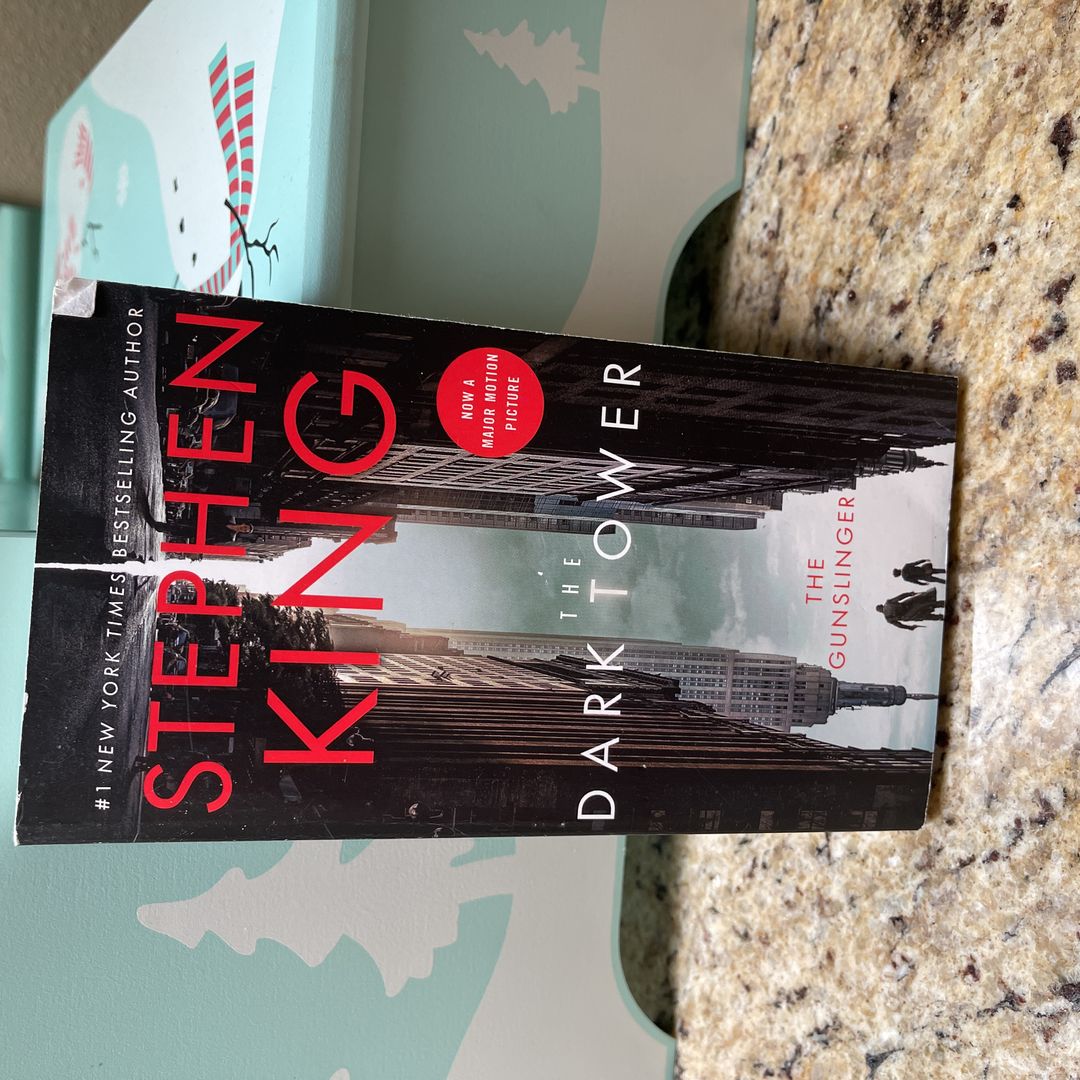 #1 NEW YORK TIMES BESTSELLING AUTHOR
STEPHEN
KING
NOW A
MAJOR MOTION
PICTURE
THE
DARK TOWER
THE
GUNSLINGER